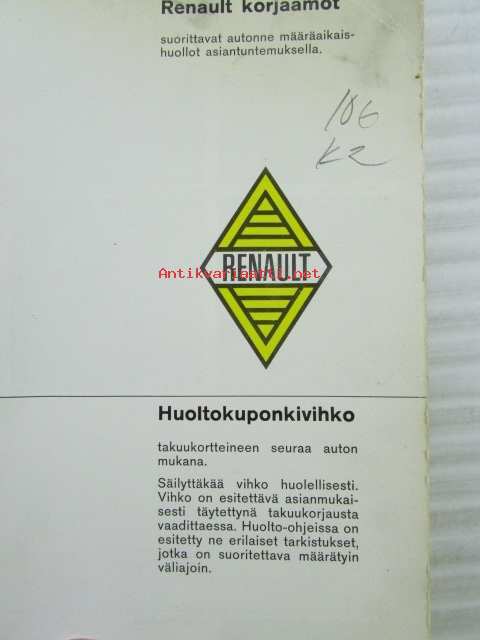 Renault korjaamot
suorittavat autonne määräaikais-
huollot asiantuntemuksella.
106
K2
RENAULT
Antikvariaatti.net
Huoltokuponkivihko
takuukortteineen seuraa auton
mukana.
Säilyttäkää vihko huolellisesti.
Vihko on esitettävä asianmukai-
sesti täytettynä takuukorjausta
vaadittaessa. Huolto-ohjeissa on
esitetty ne erilaiset tarkistukset,
jotka on suoritettava määrätyin
väliajoin.